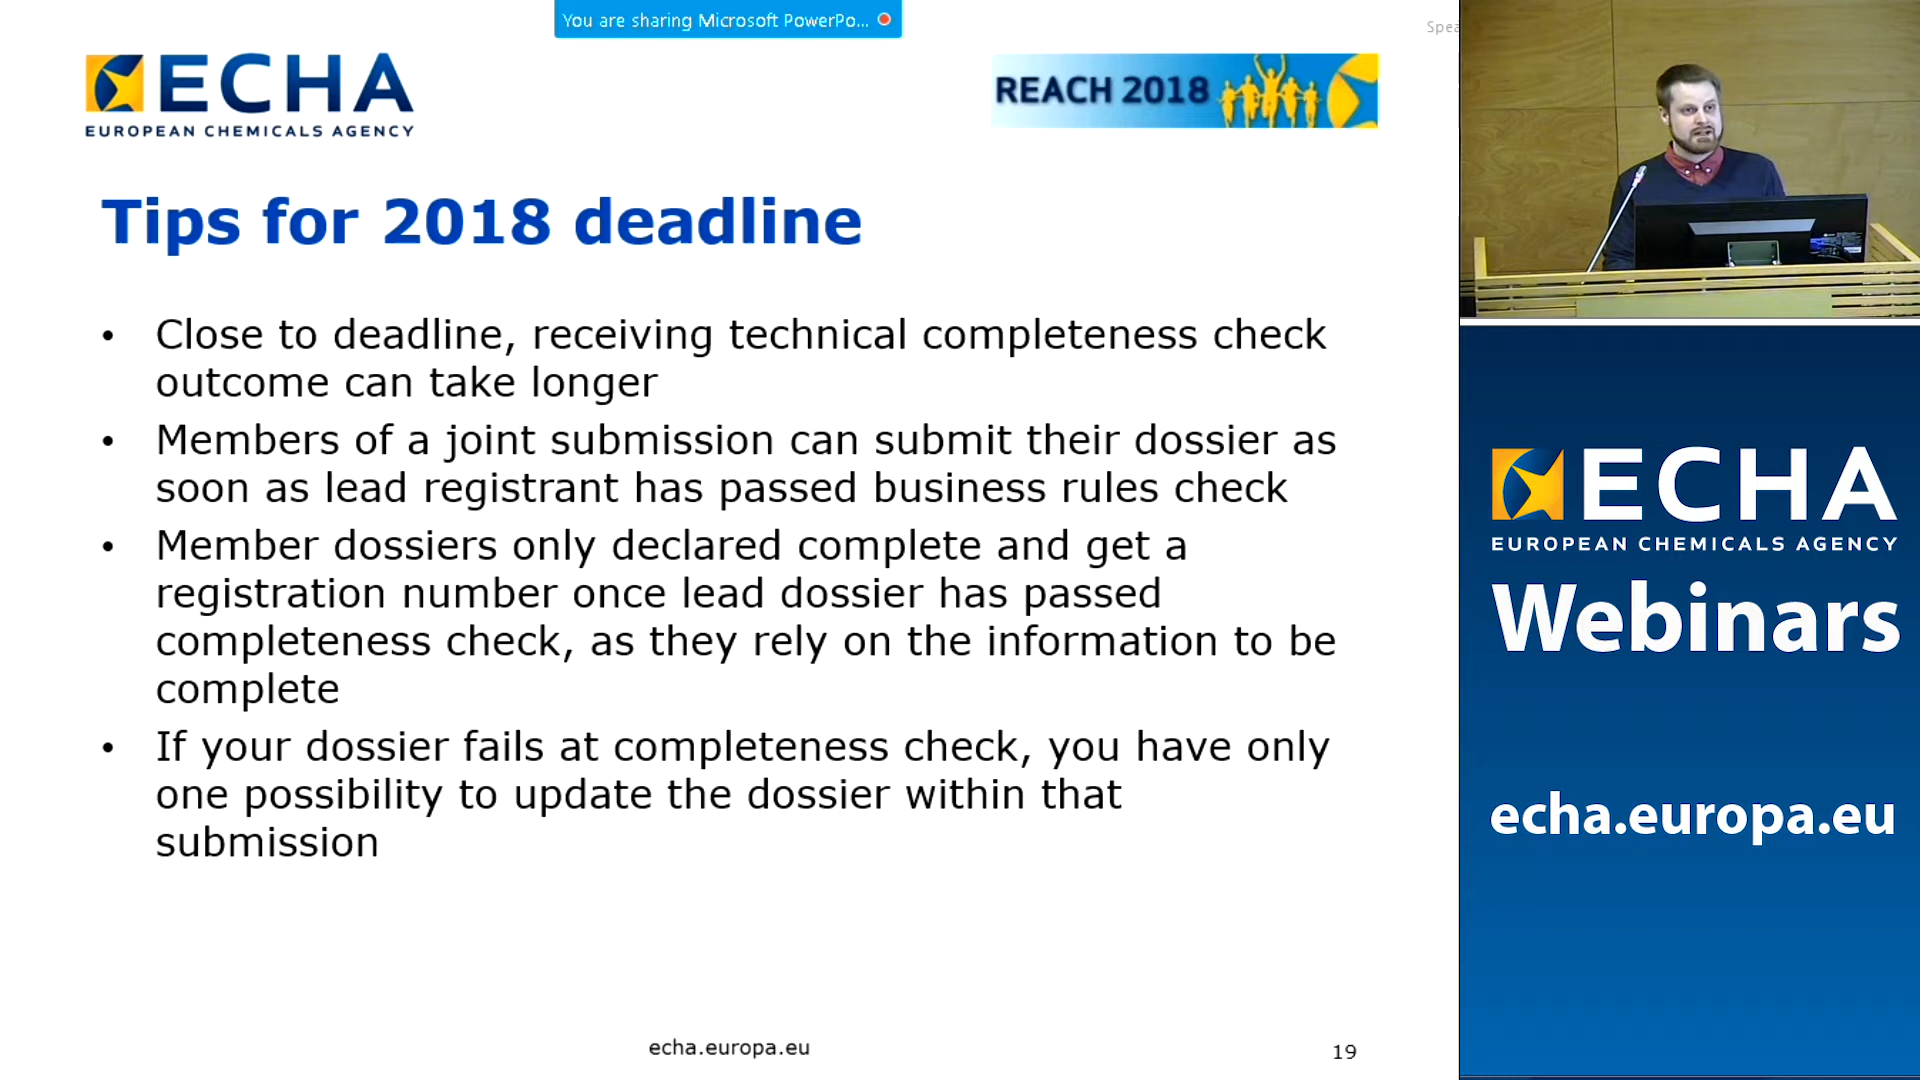 You are sharing Microsoft PowerPo...
Spea
ECHA
EUROPEAN CHEMICALS AGENCY
REACH 2018
Tips for 2018 deadline
• Close to deadline, receiving technical completeness check
outcome can take longer
• Members of a joint submission can submit their dossier as
soon as lead registrant has passed business rules check
• Member dossiers only declared complete and get a
registration number once lead dossier has passed
completeness check, as they rely on the information to be
complete
• If your dossier fails at completeness check, you have only
one possibility to update the dossier within that
submission
echa.europa.eu
19
ECHA
EUROPEAN CHEMICALS AGENCY
Webinars
echa.europa.eu